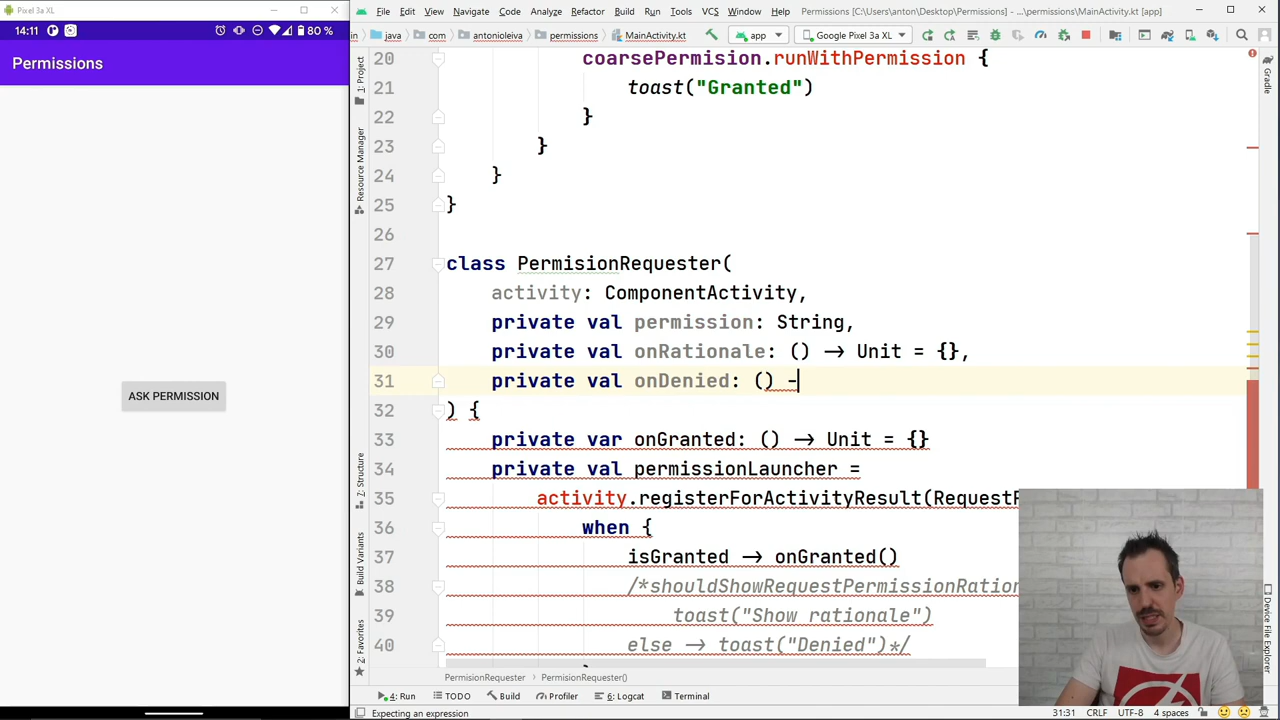 Pixel 3a XL
14:11
80 %
Permissions
ASK PERMISSION
File Edit View Navigate Code Analyze Refactor Build Run Tools VCS Window Help Permissions [C:\Users\anton\Desktop\Permissions - ...\permissions\MainActivity.kt [app]
java com antonioleiva permissions MainActivity.kt app Google Pixel 3a XL
1: Project
Resource Manager
7: Structure
Build Variants
2: Favorites
Gradle
Device File Explorer
20 coarsePermision.runWithPermission {
21 toast("Granted")
22 }
23 }
24 }
25 }
26
27 class PermisionRequester(
28 activity: ComponentActivity,
29 private val permission: String,
30 private val onRationale: () → Unit = {},
31 private val onDenied: () -
32 ) {
33 private var onGranted: () → Unit = {}
34 private val permissionLauncher =
35 activity.registerForActivityResult(RequestP
36 when {
37 isGranted → onGranted()
38 /*shouldShowRequestPermissionRation
39 toast("Show rationale")
40 else → toast("Denied")*/
PermisionRequester PermisionRequester()
4: Run TODO Build Profiler 6: Logcat Terminal
Expecting an expression 31:31 CRLF UTF-8 4 spaces